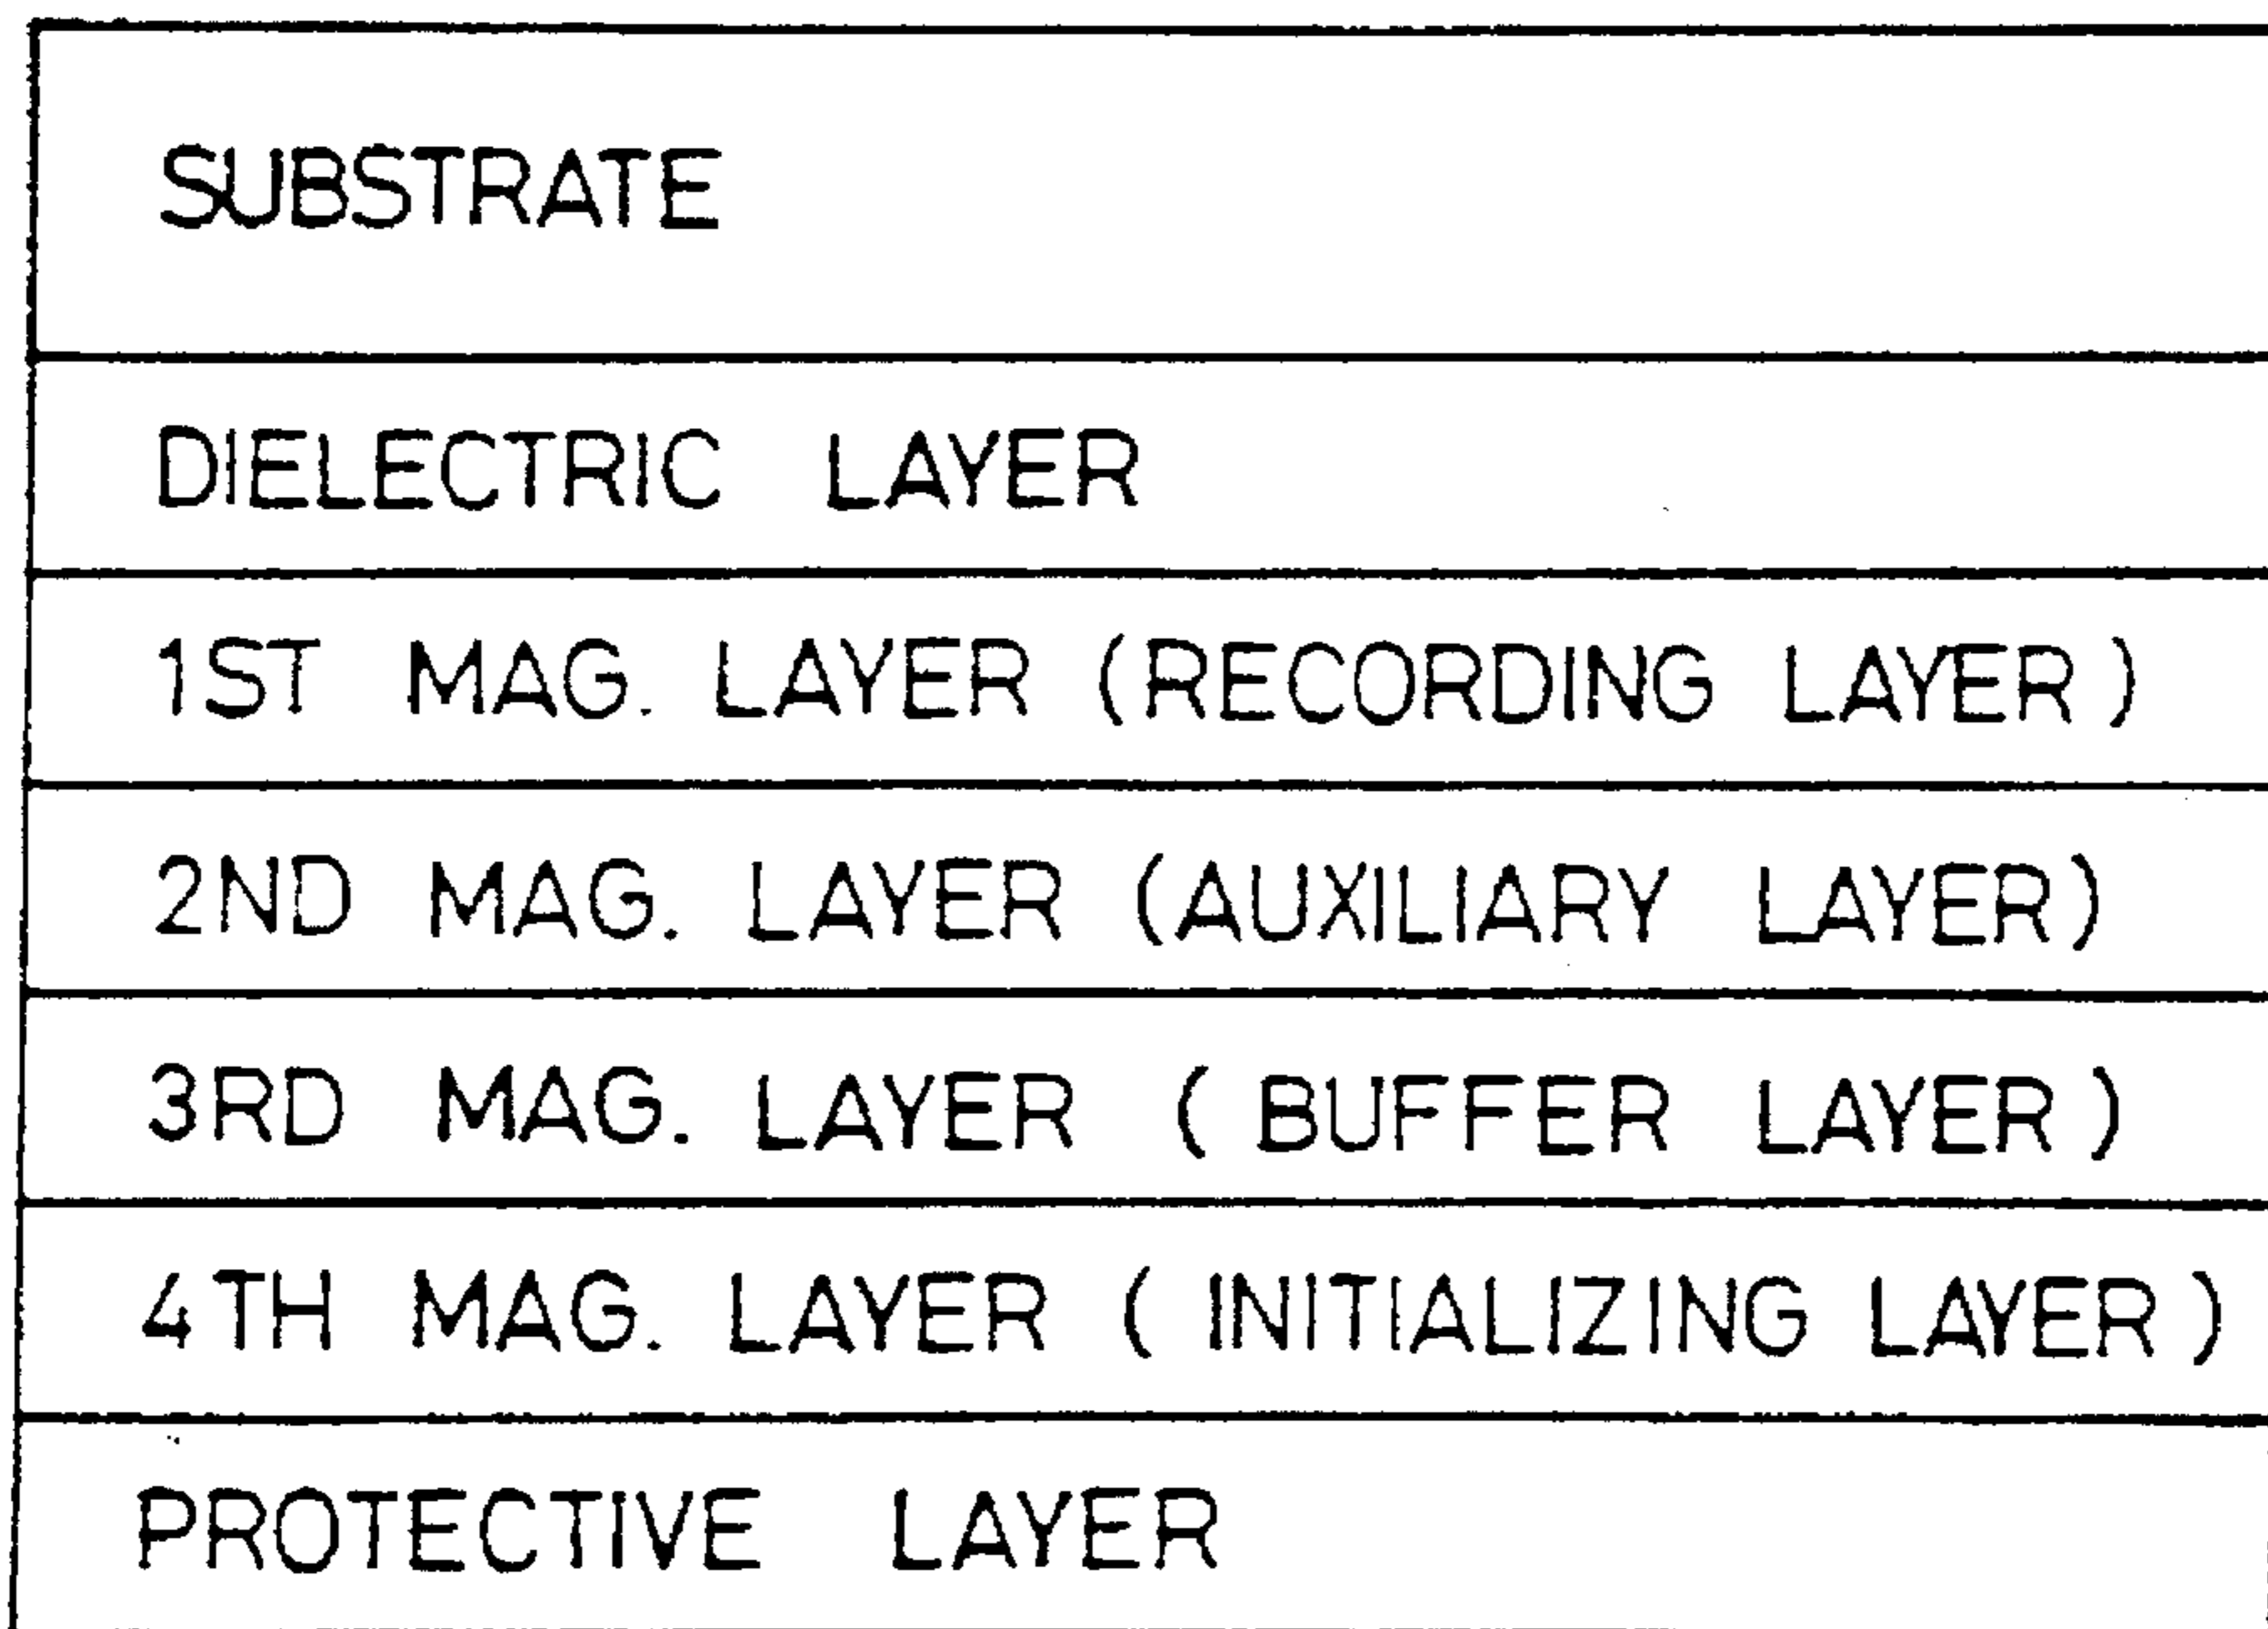 SUBSTRATE
DIELECTRIC LAYER
1ST MAG. LAYER (RECORDING LAYER)
2ND MAG. LAYER (AUXILIARY LAYER)
3RD MAG. LAYER ( BUFFER LAYER )
4TH MAG. LAYER ( INITIALIZING LAYER )
PROTECTIVE LAYER